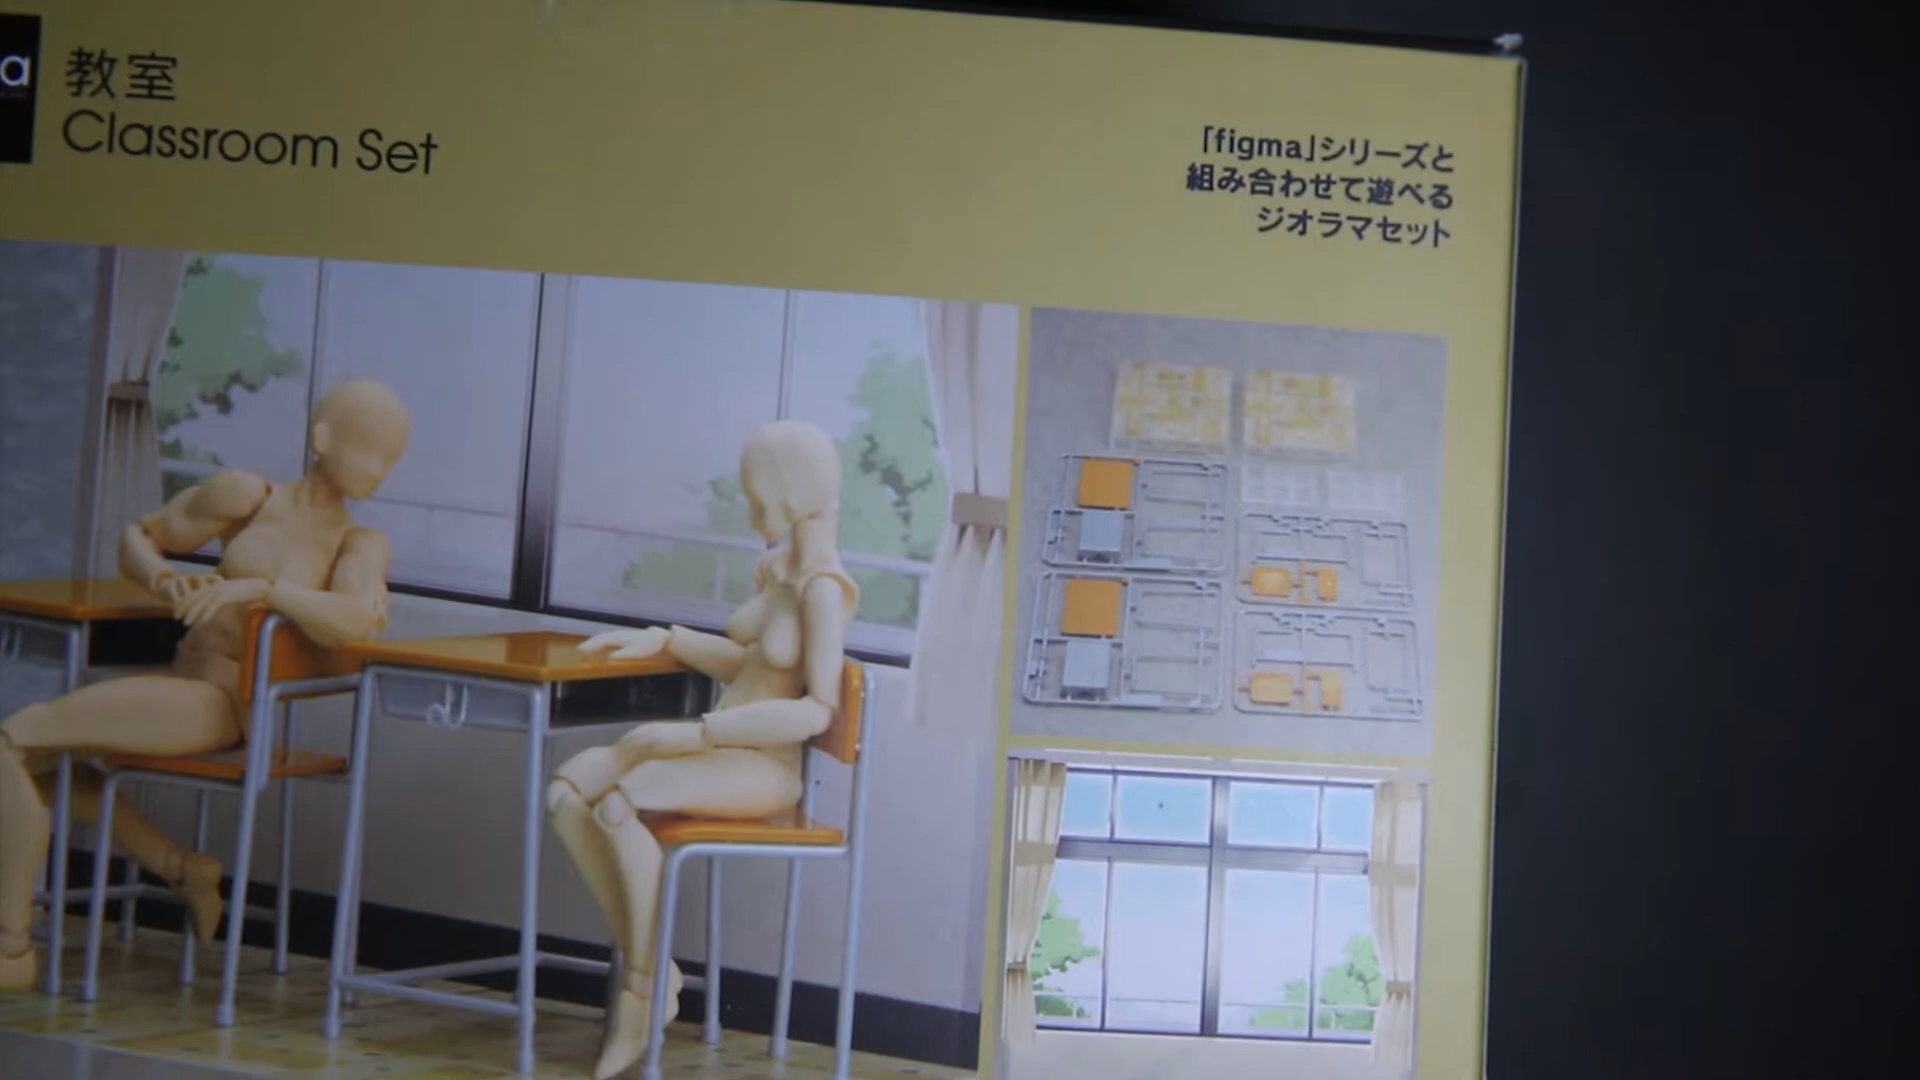 a
教室
Classroom Set
「figma」シリーズと
組み合わせて遊べる
ジオラマセット